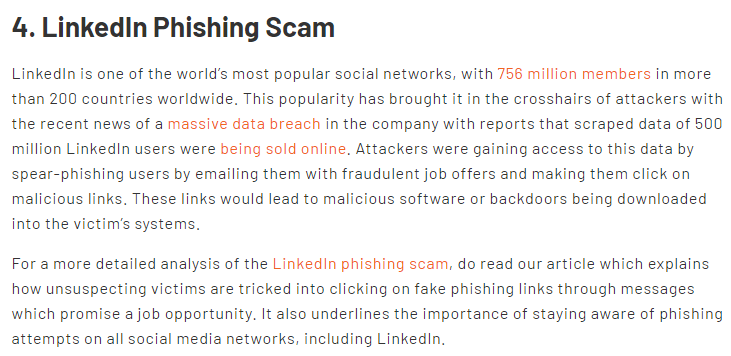 4. LinkedIn Phishing Scam
LinkedIn is one of the world's most popular social networks, with 756 million members in more
than 200 countries worldwide. This popularity has brought it in the crosshairs of attackers with
the recent news of a massive data breach in the company with reports that scraped data of 500
million LinkedIn users were being sold online. Attackers were gaining access to this data by
spear-phishing users by emailing them with fraudulent job offers and making them click on
malicious links. These links would lead to malicious software or backdoors being downloaded
into the victim's systems.
For a more detailed analysis of the LinkedIn phishing scam, do read our article which explains
how unsuspecting victims are tricked into clicking on fake phishing links through messages
which promise a job opportunity. It also underlines the importance of staying aware of phishing
attempts on all social media networks, including LinkedIn.